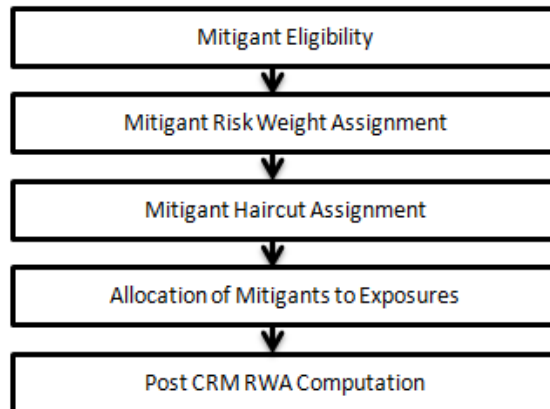 Mitigant Eligibility
Mitigant Risk Weight Assignment
Mitigant Haircut Assignment
Allocation of Mitigants to Exposures
Post CRM RWA Computation